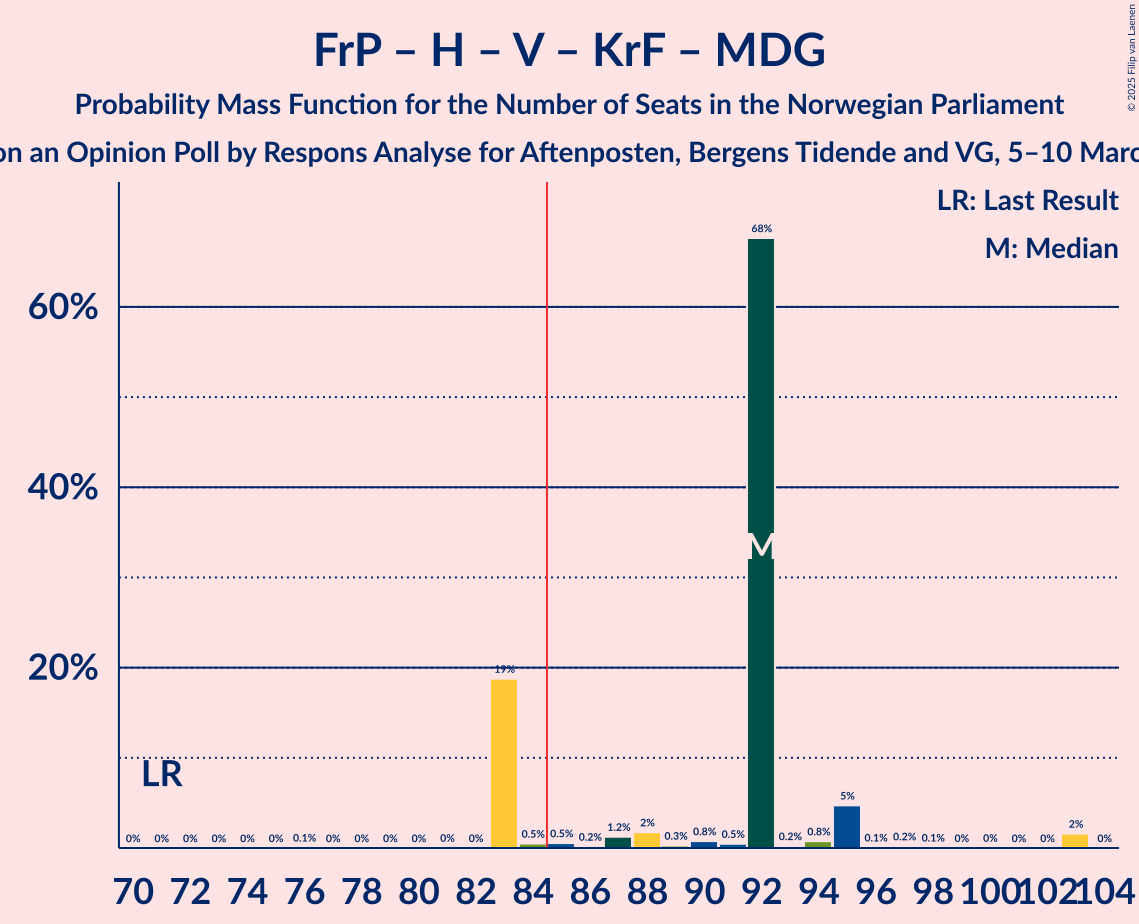 FrP – H – V – KrF – MDG
Probability Mass Function for the Number of Seats in the Norwegian Parliament
on an Opinion Poll by Respons Analyse for Aftenposten, Bergens Tidende and VG, 5–10 Marc
© 2025 Filip van Laenen
LR: Last Result
M: Median
68%
60%
40%
M
20%
19%
LR
0% 0% 0% 0% 0% 0% 0.1% 0% 0% 0% 0% 0% 0% 0.5% 0.5% 0.2% 1.2% 2% 0.3% 0.8% 0.5% 0.2% 0.8% 5% 0.1% 0.2% 0.1% 0% 0% 0% 0% 2% 0%
70 72 74 76 78 80 82 84 86 88 90 92 94 96 98 100 102 104